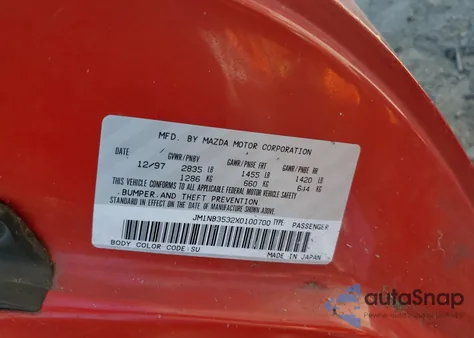 MFD. BY MAZDA MOTOR CORPORATION
DATE / GVWR/PNBV GAWR/PNBE FRT GAWR/PNBE RR
12/97 2835 LB 1455 LB 1420 LB
1286 KG 660 KG 644 KG
THIS VEHICLE CONFORMS TO ALL APPLICABLE FEDERAL MOTOR VEHICLE SAFETY
, BUMPER, AND THEFT PREVENTION
STANDARD IN EFFECT ON THE DATE OF MANUFACTURE SHOWN ABOVE.
JM1NB3532X0100700 TYPE: PASSENGER
BODY COLOR CODE:SU MADE IN JAPAN
autoSnap